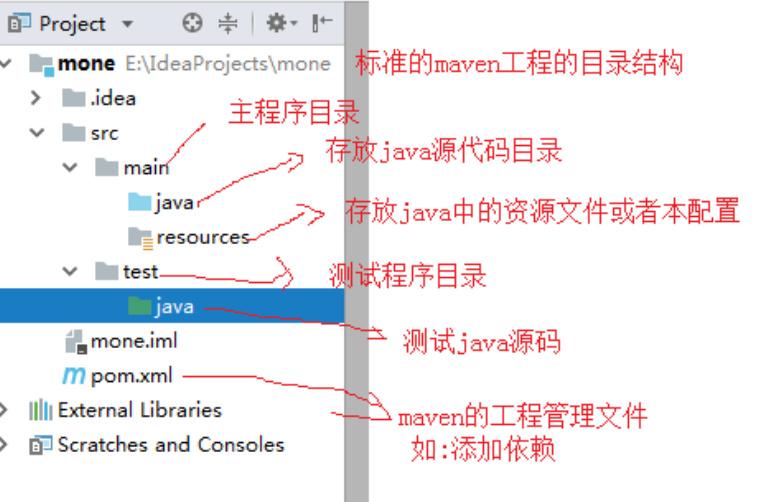 Project
mone E:\IdeaProjects\mone 标准的maven工程的目录结构
.idea
src 主程序目录
main 存放java源代码目录
java
resources 存放java中的资源文件或者本配置
test 测试程序目录
java
mone.iml 测试java源码
pom.xml
External Libraries maven的工程管理文件
Scratches and Consoles 如:添加依赖